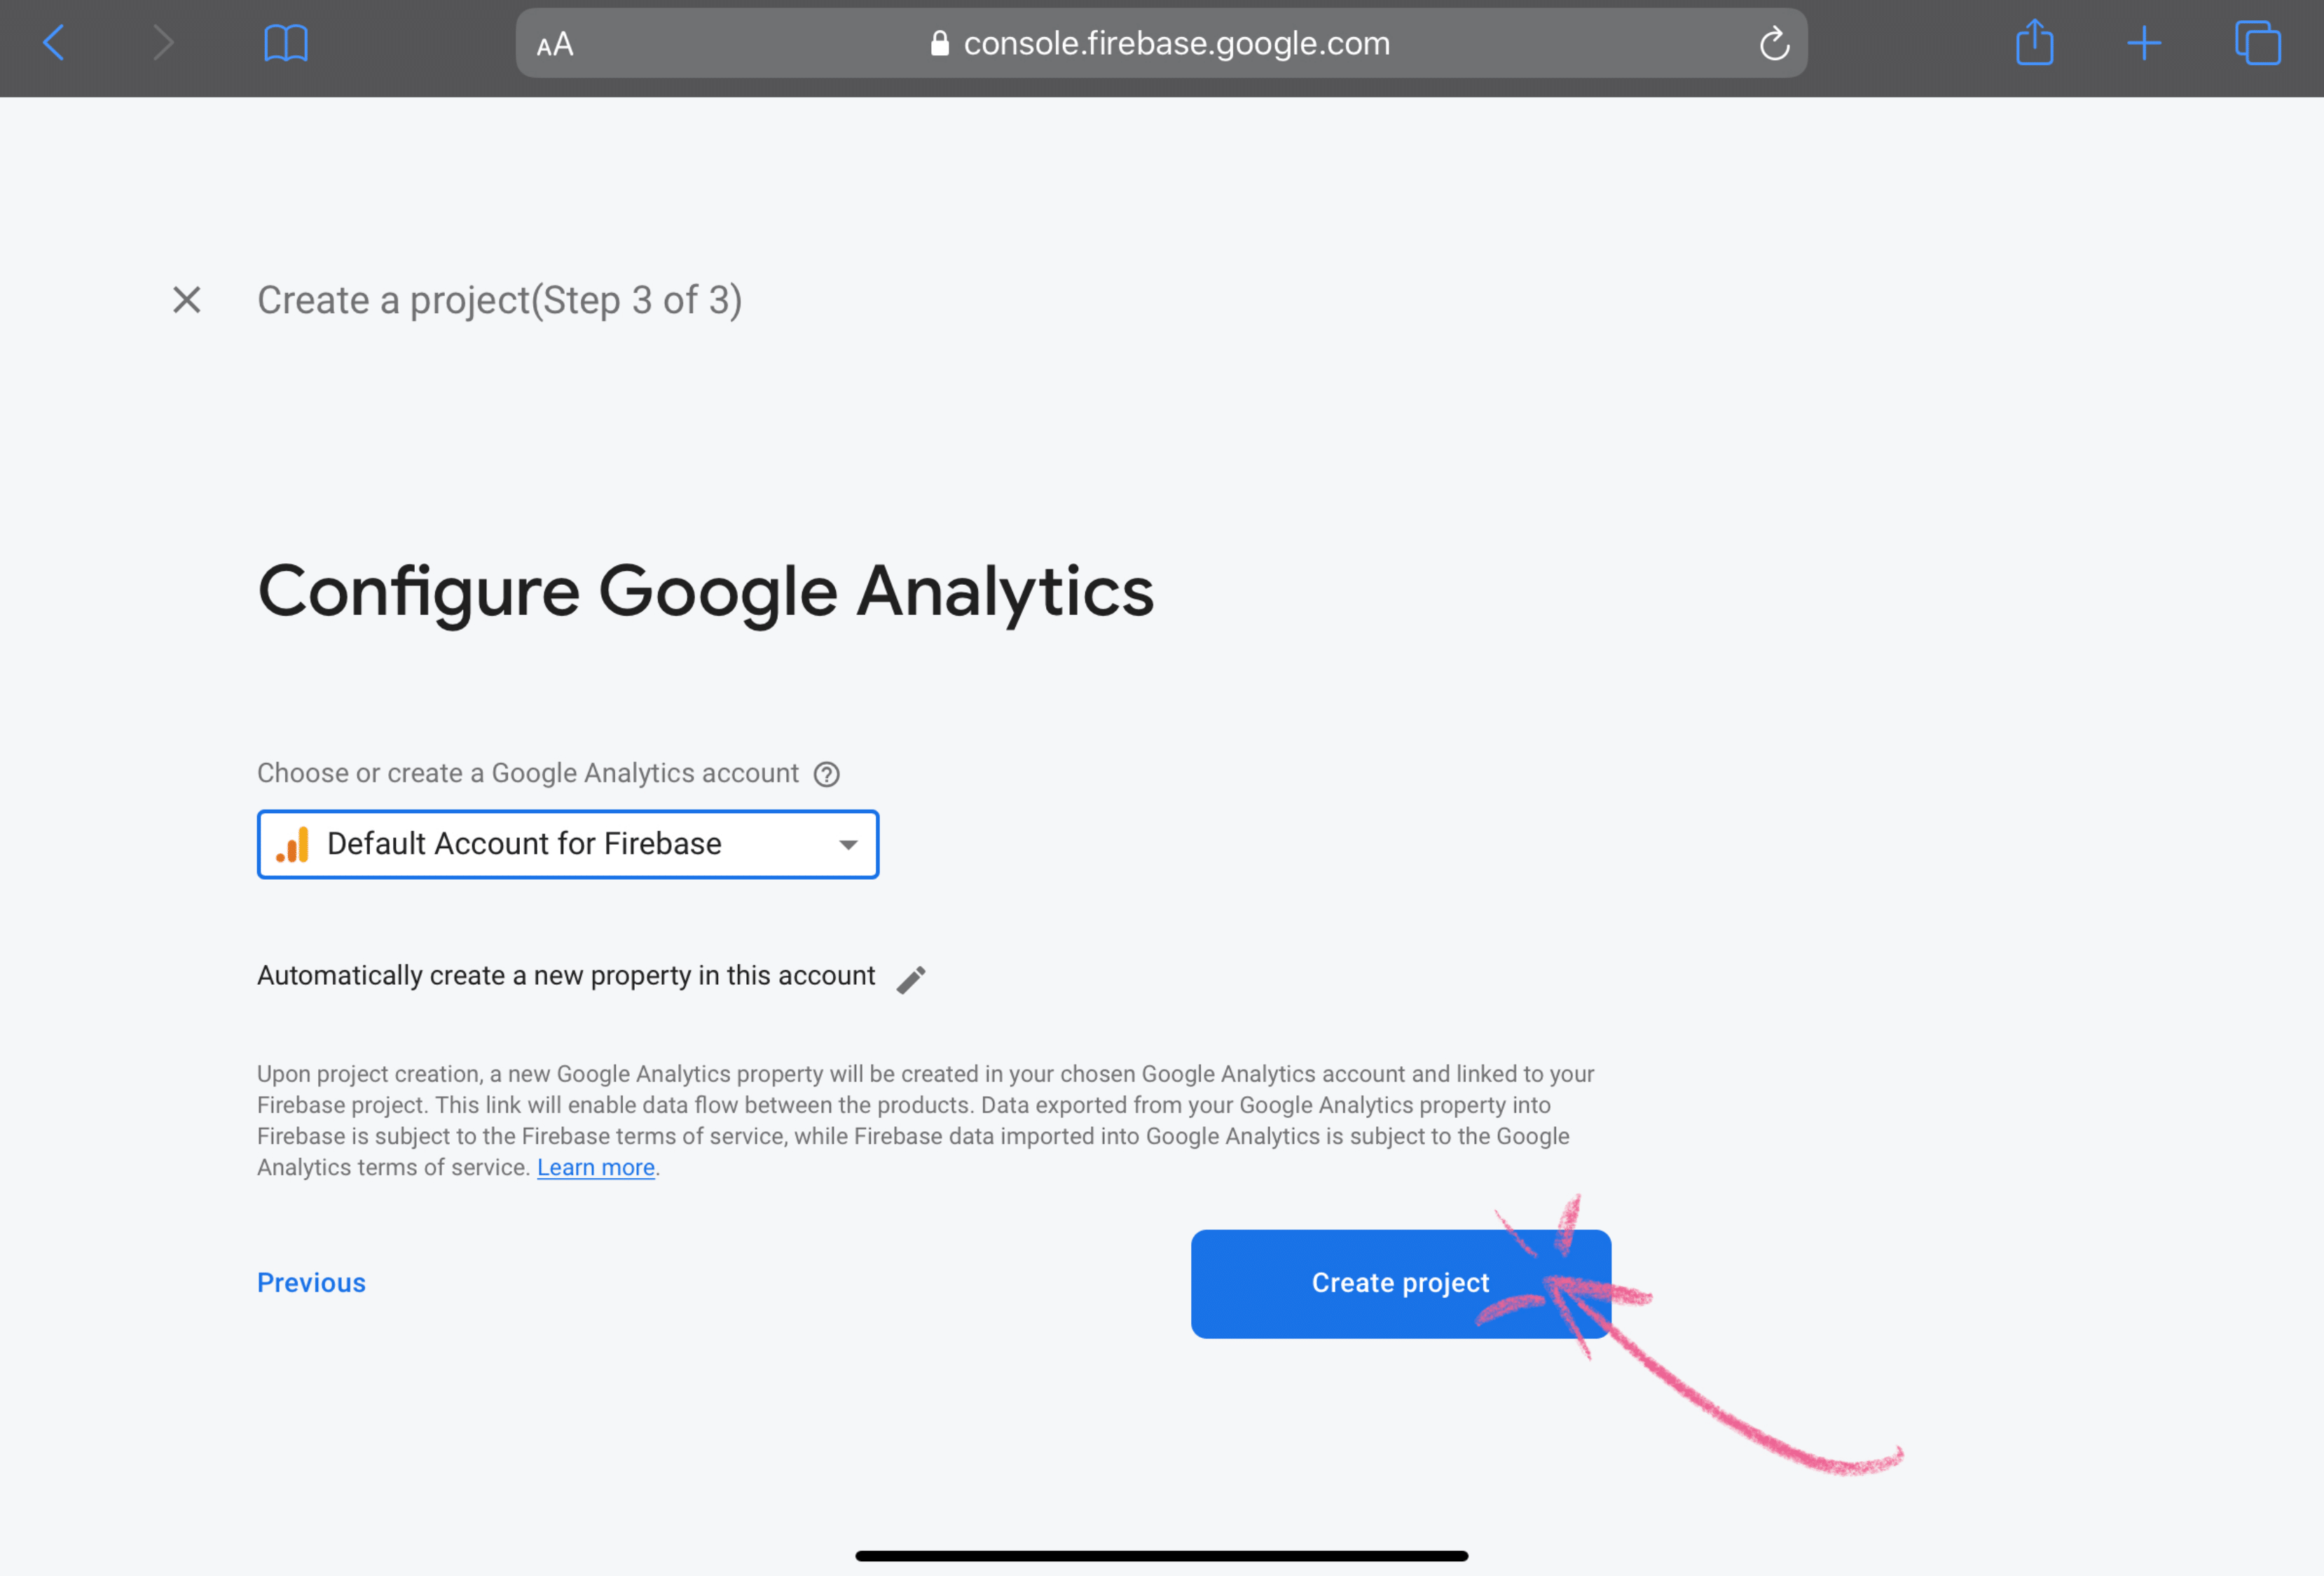 AA
console.firebase.google.com
Create a project(Step 3 of 3)
Configure Google Analytics
Choose or create a Google Analytics account
Default Account for Firebase
Automatically create a new property in this account
Upon project creation, a new Google Analytics property will be created in your chosen Google Analytics account and linked to your
Firebase project. This link will enable data flow between the products. Data exported from your Google Analytics property into
Firebase is subject to the Firebase terms of service, while Firebase data imported into Google Analytics is subject to the Google
Analytics terms of service. Learn more.
Previous
Create project